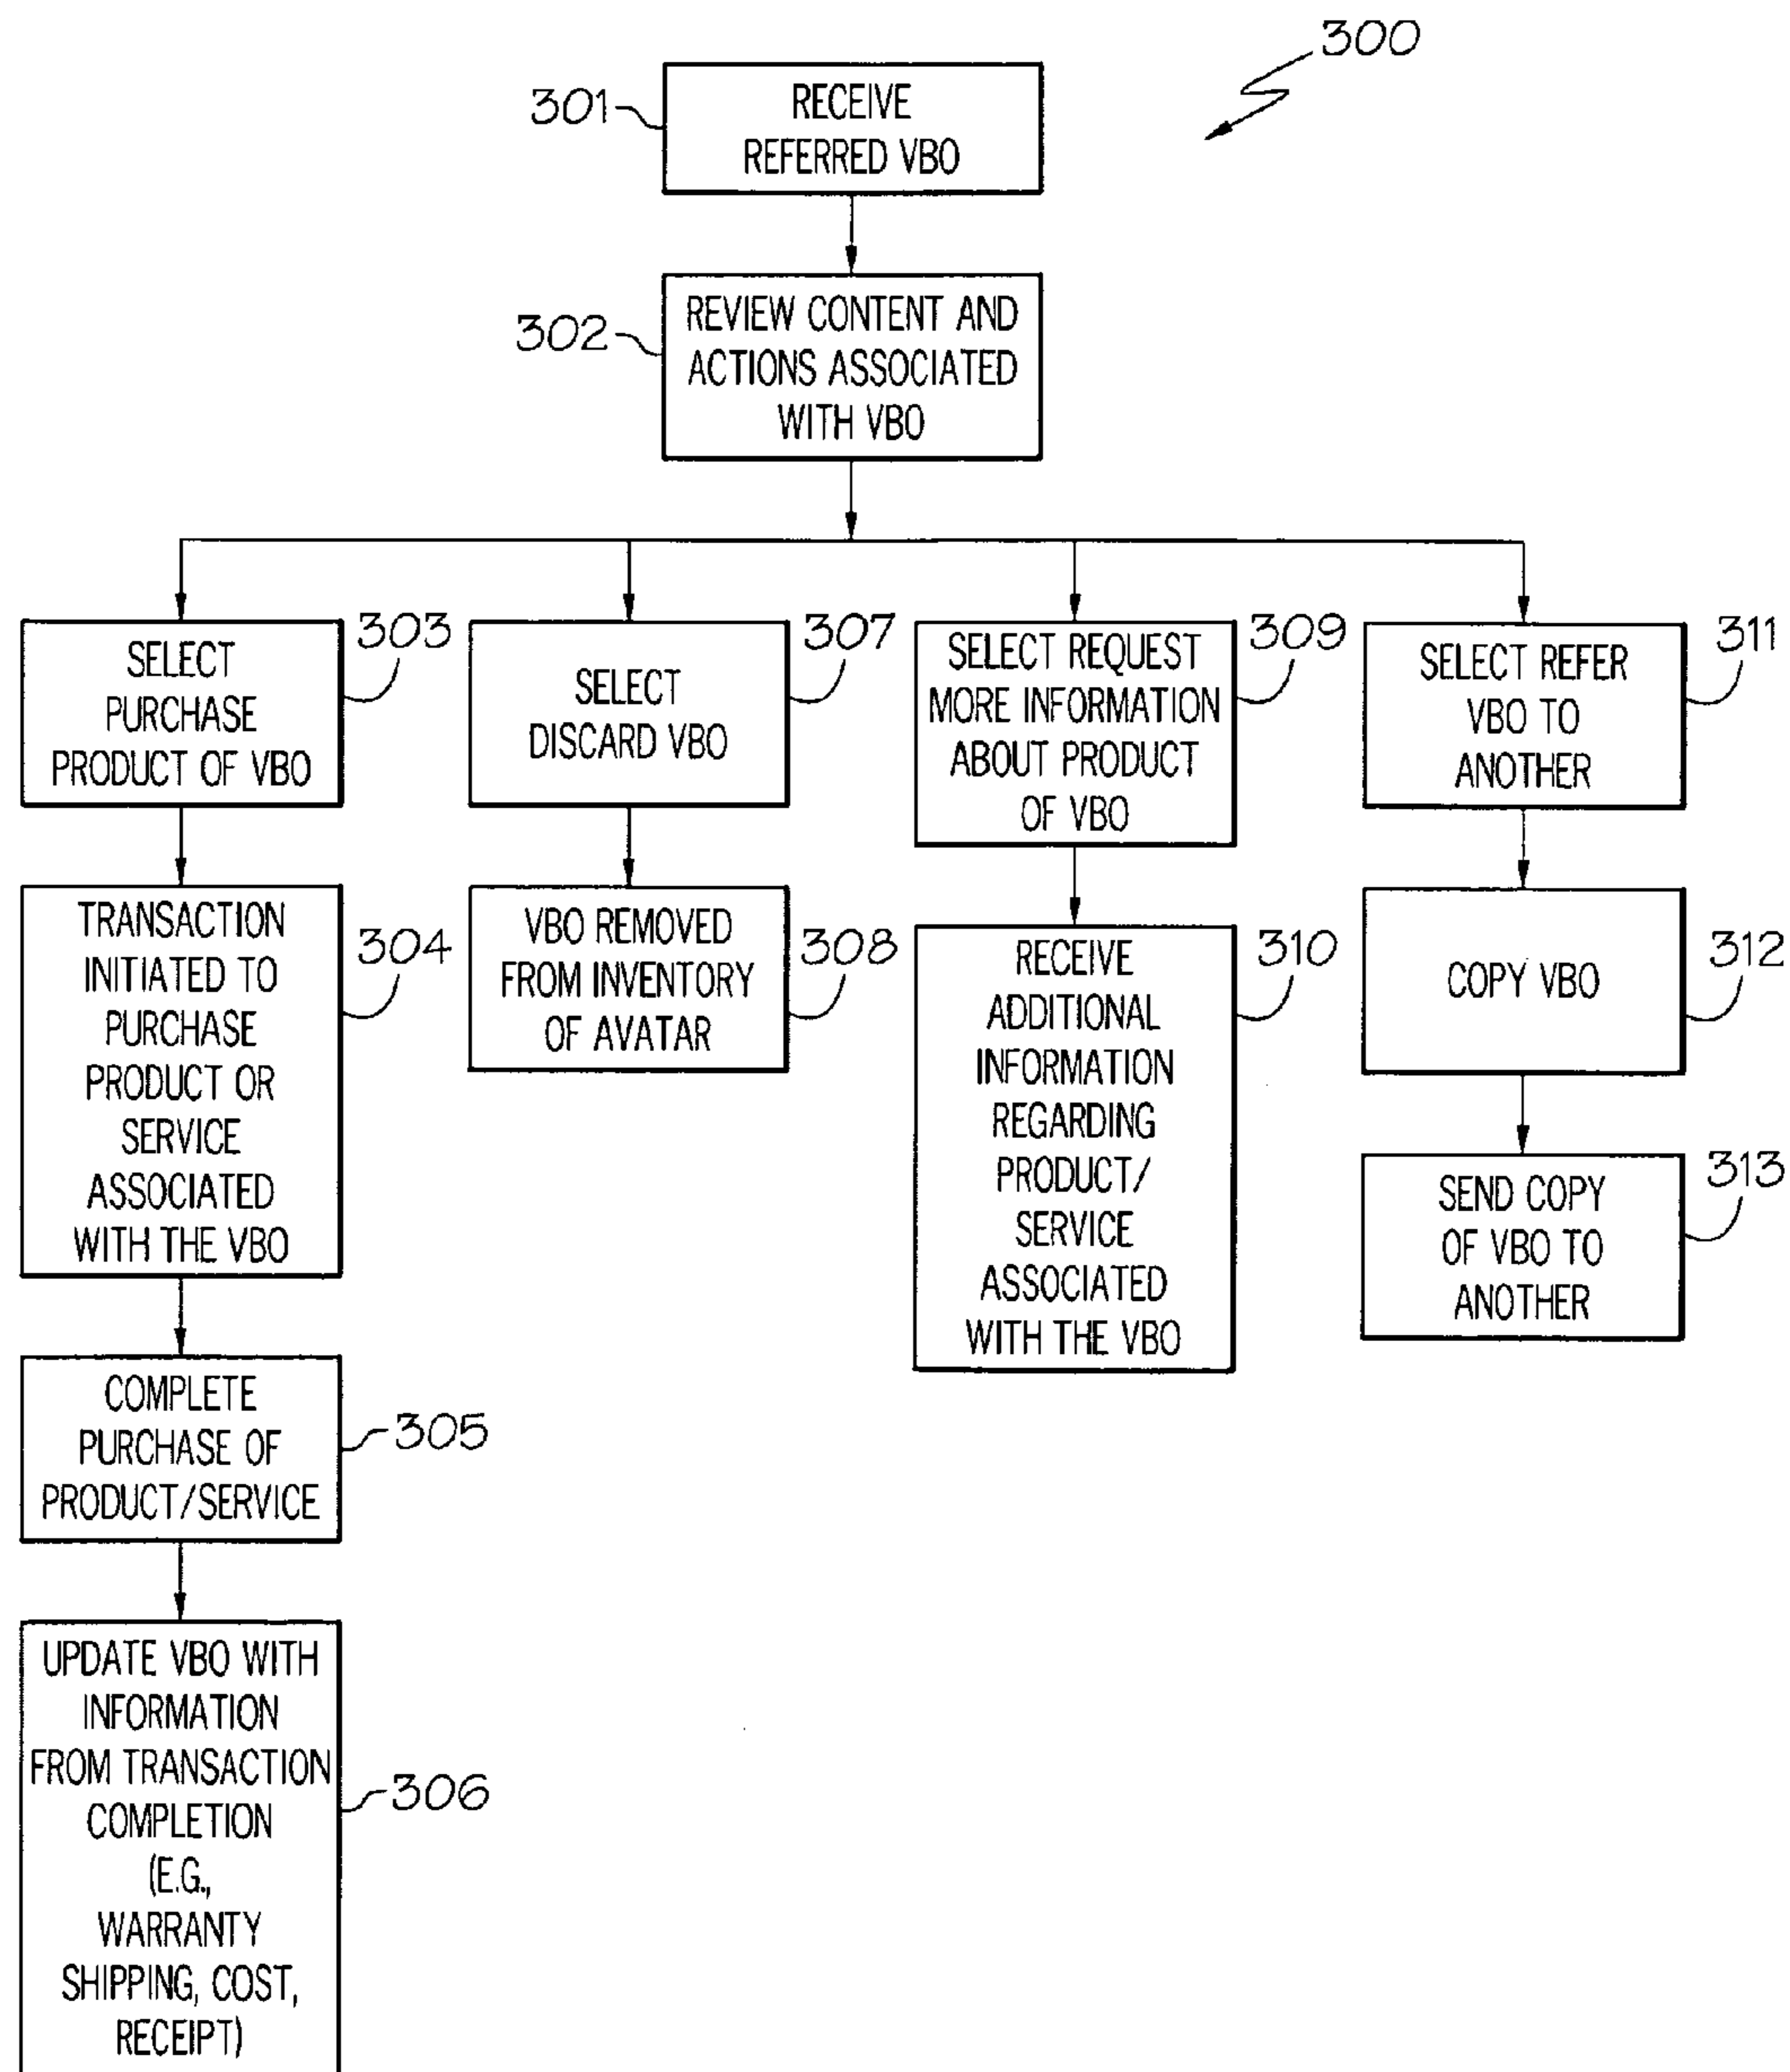 300
301
RECEIVE
REFERRED VBO
302
REVIEW CONTENT AND
ACTIONS ASSOCIATED
WITH VBO
303
SELECT
PURCHASE
PRODUCT OF VBO
304
TRANSACTION
INITIATED TO
PURCHASE
PRODUCT OR
SERVICE
ASSOCIATED
WITH THE VBO
305
COMPLETE
PURCHASE OF
PRODUCT/SERVICE
306
UPDATE VBO WITH
INFORMATION
FROM TRANSACTION
COMPLETION
(E.G.,
WARRANTY
SHIPPING, COST,
RECEIPT)
307
SELECT
DISCARD VBO
308
VBO REMOVED
FROM INVENTORY
OF AVATAR
309
SELECT REQUEST
MORE INFORMATION
ABOUT PRODUCT
OF VBO
310
RECEIVE
ADDITIONAL
INFORMATION
REGARDING
PRODUCT/
SERVICE
ASSOCIATED
WITH THE VBO
311
SELECT REFER
VBO TO
ANOTHER
312
COPY VBO
313
SEND COPY
OF VBO TO
ANOTHER